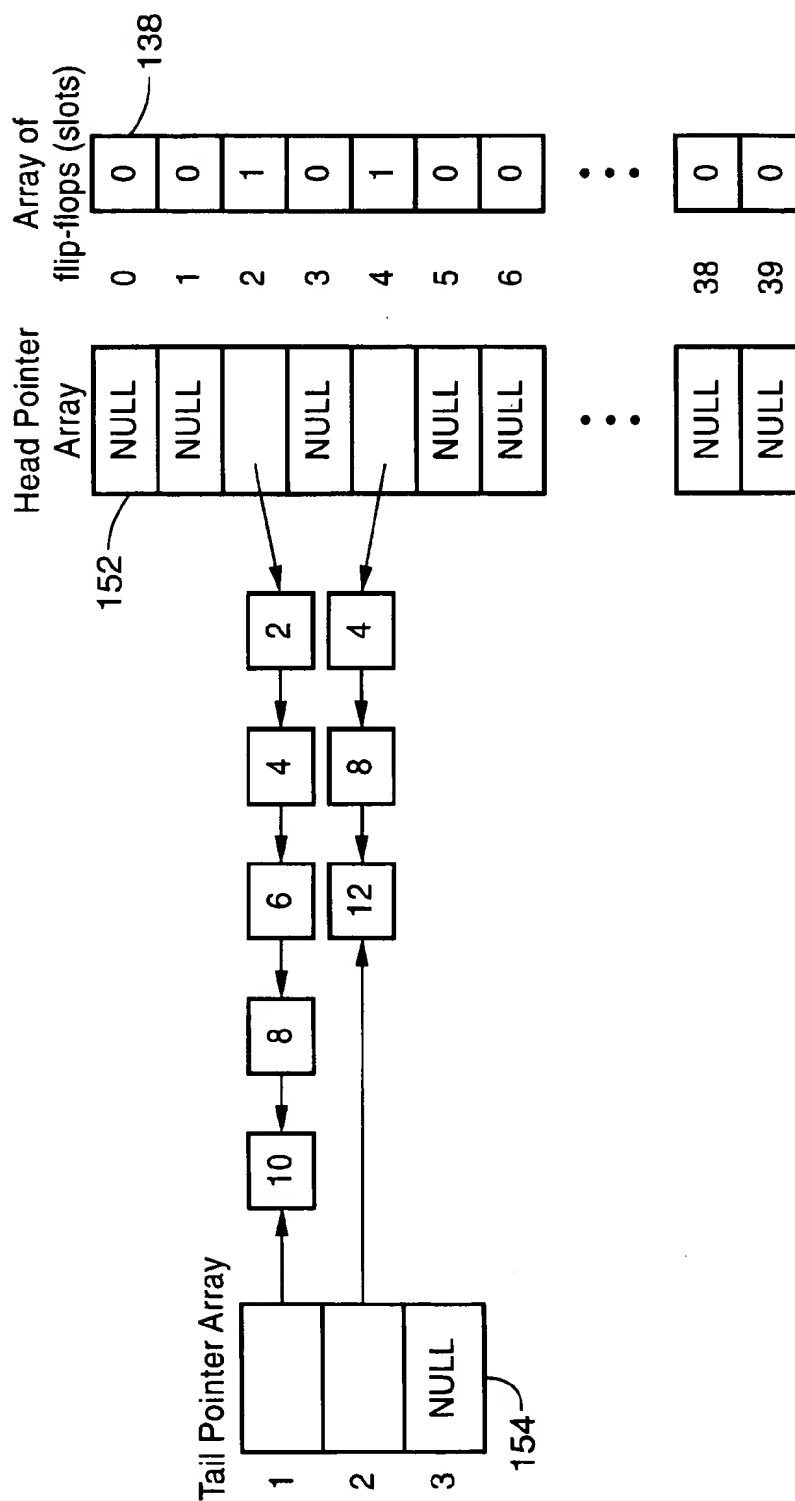 Tail Pointer Array
1
2
3 NULL
154
10 8 6 4 2
12 8 4
Head Pointer
Array
152
NULL
NULL
NULL
NULL
NULL
NULL
NULL
Array of
flip-flops (slots)
138
0 0
1 0
2 1
3 0
4 1
5 0
6 0
38 0
39 0